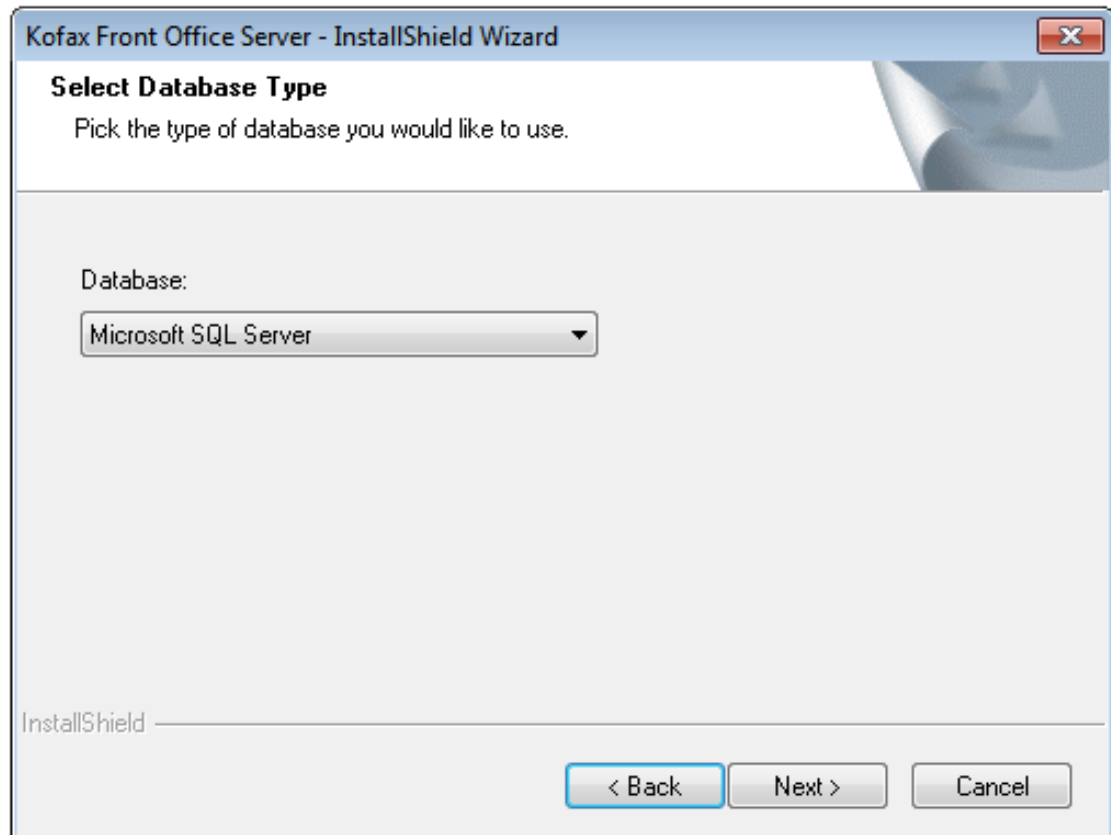 Kofax Front Office Server - InstallShield Wizard
Select Database Type
Pick the type of database you would like to use.
Database:
Microsoft SQL Server
InstallShield
< Back
Next >
Cancel